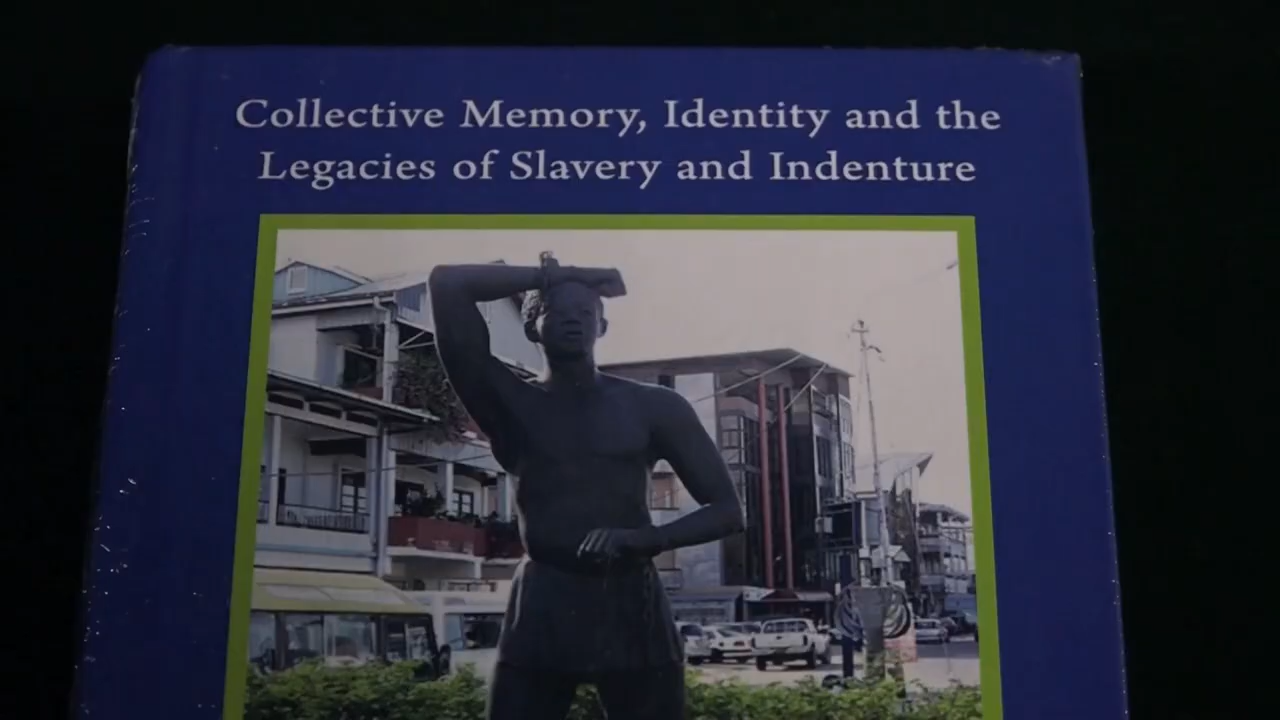 Collective Memory, Identity and the
Legacies of Slavery and Indenture